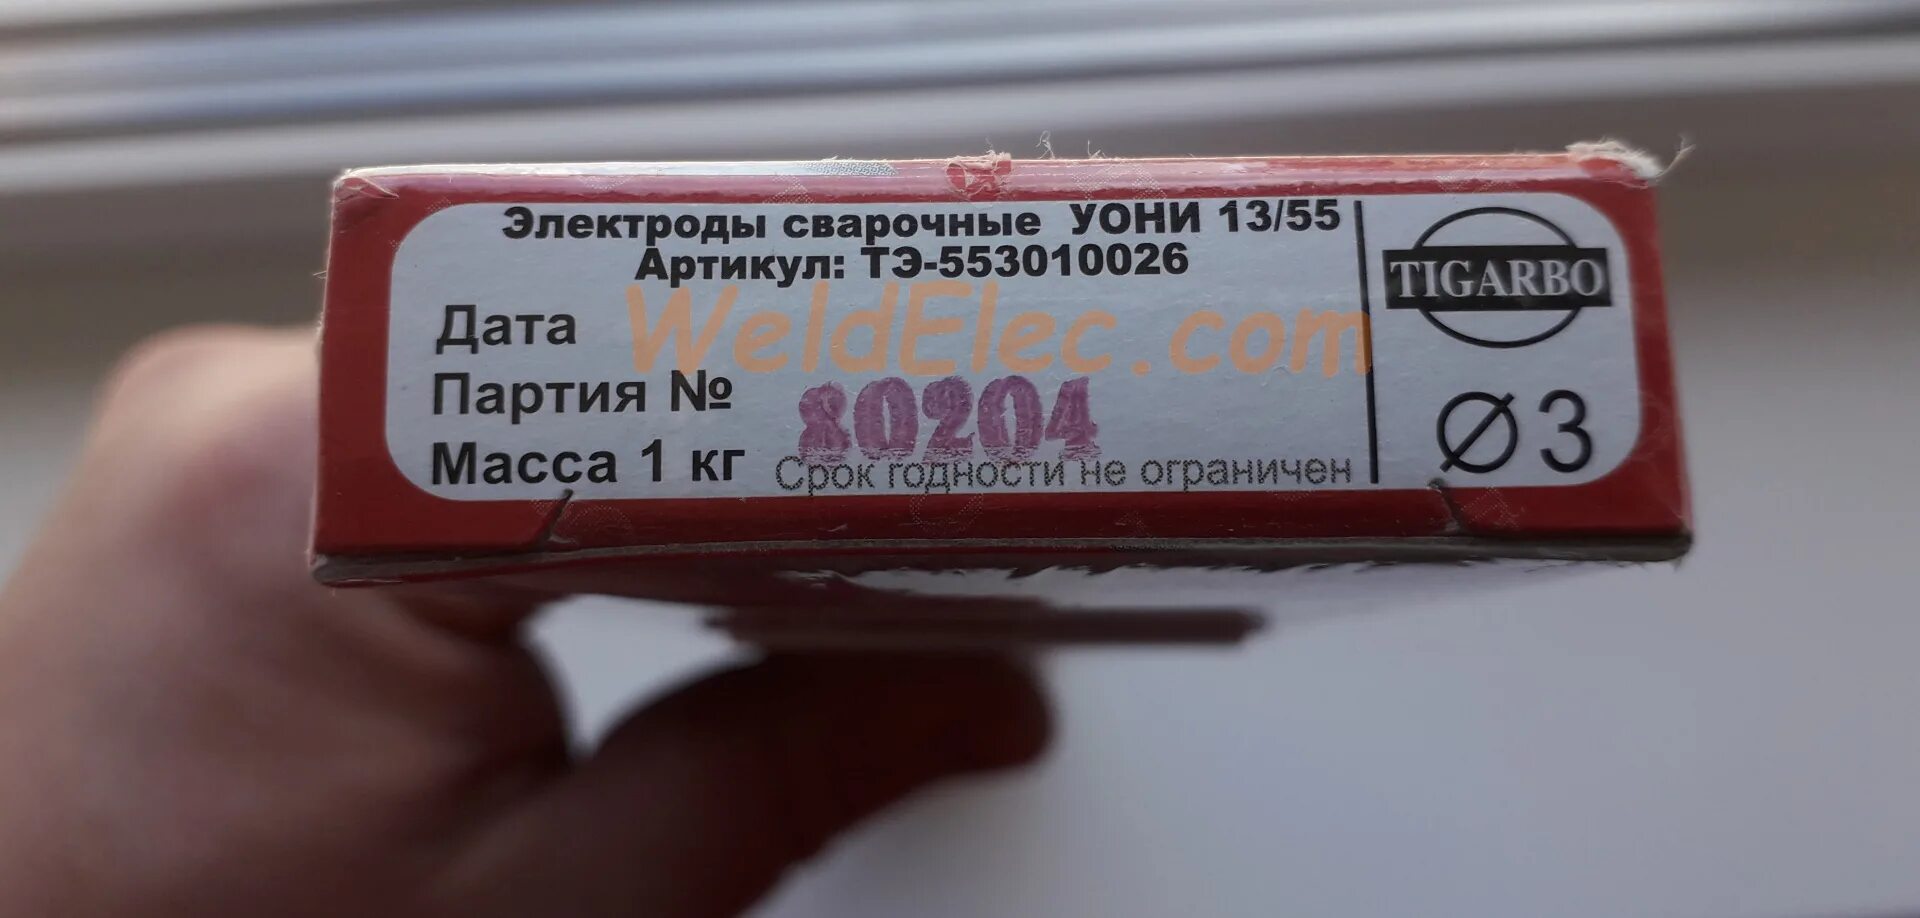 Электроды сварочные УОНИ 13/55
Артикул: ТЭ-553010026
WeldElec.com
Дата
Партия № 80204
Масса 1 кг
Срок годности не ограничен
TIGARBO
Ø 3